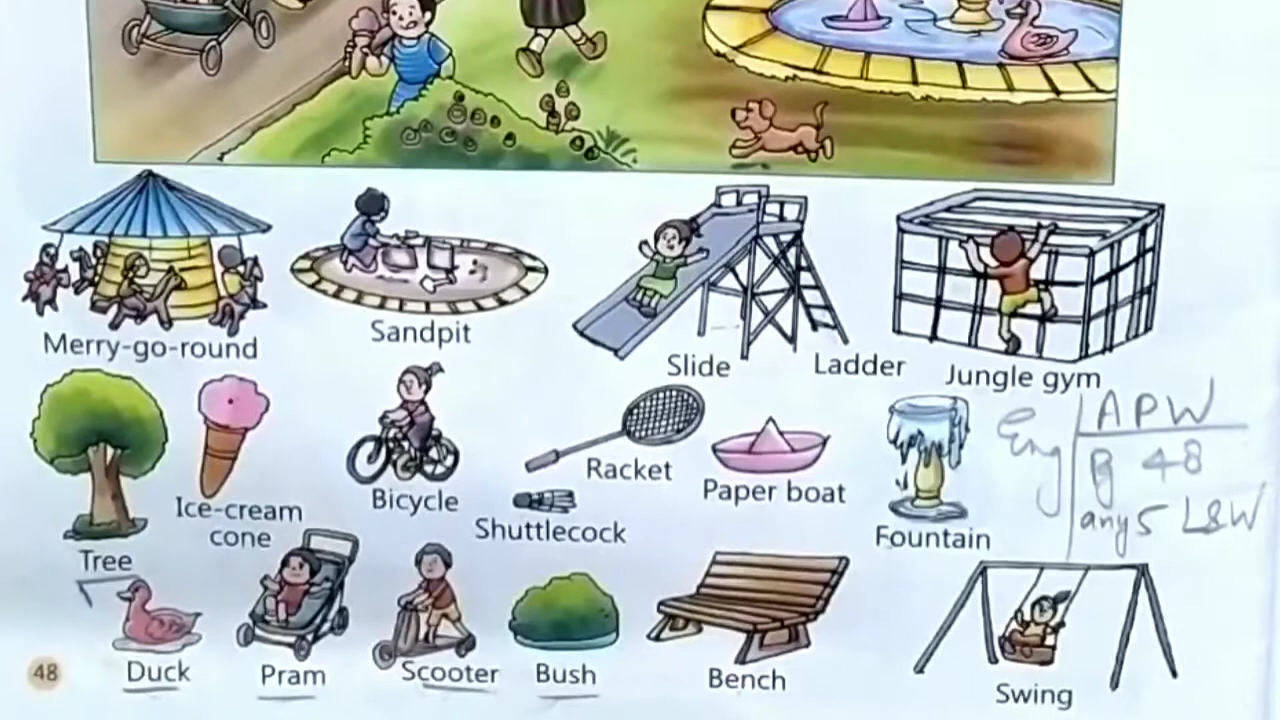 Merry-go-round
Sandpit
Slide
Ladder
Jungle gym
Tree
Ice-cream
cone
Bicycle
Shuttlecock
Racket
Paper boat
Fountain
Eng
APW
Pg 48
any 5 L&W
Duck
Pram
Scooter
Bush
Bench
Swing
48